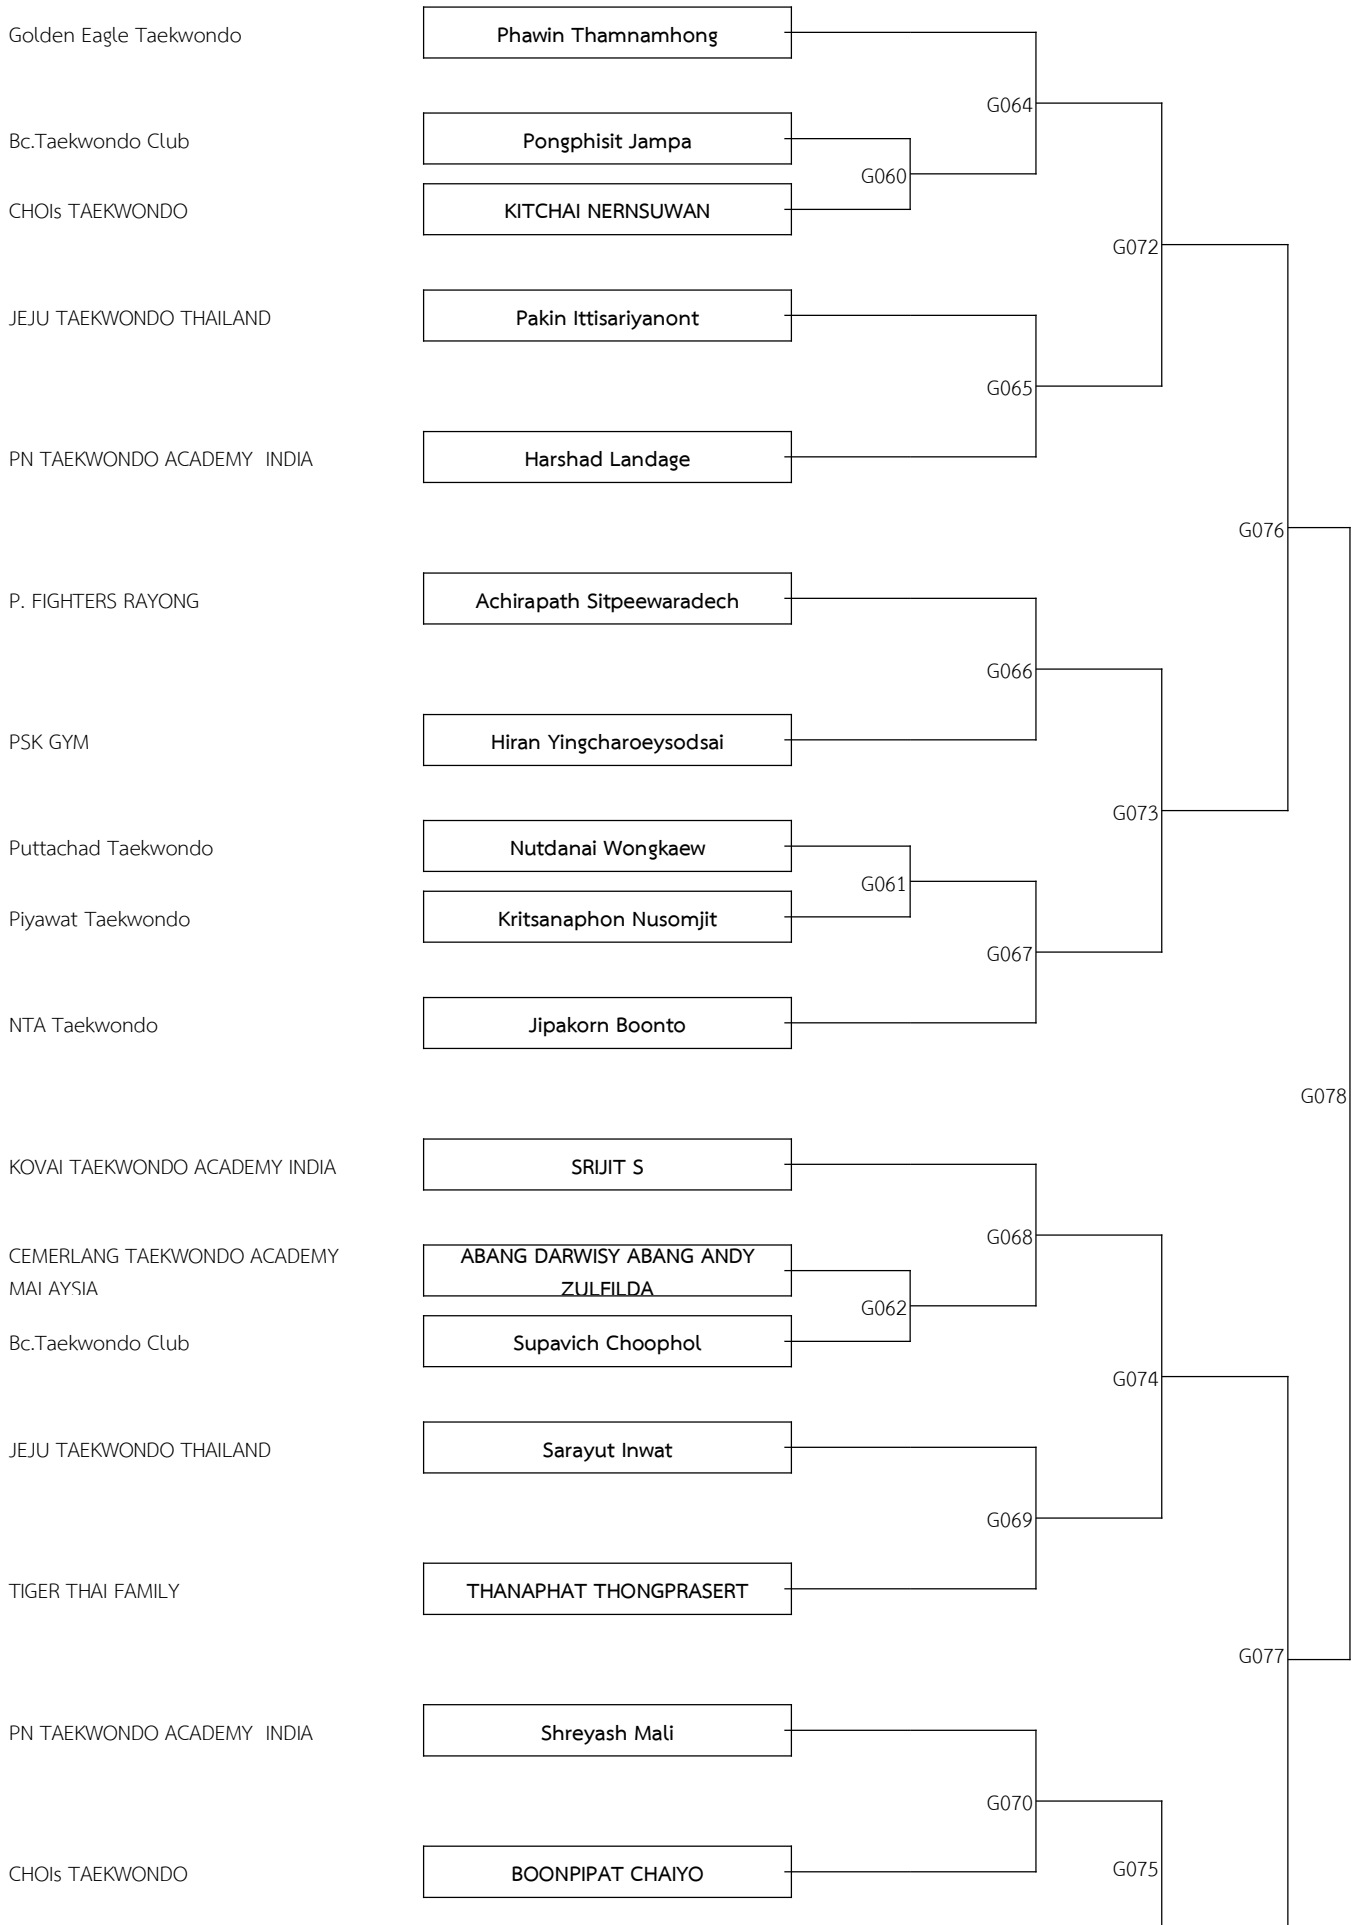 Golden Eagle Taekwondo Phawin Thamnamhong
G064
Bc.Taekwondo Club Pongphisit Jampa
G060
CHOIs TAEKWONDO KITCHAI NERNSUWAN
G072
JEJU TAEKWONDO THAILAND Pakin Ittisariyanont
G065
PN TAEKWONDO ACADEMY INDIA Harshad Landage
G076
P. FIGHTERS RAYONG Achirapath Sitpeewaradech
G066
PSK GYM Hiran Yingcharoeysodsai
G073
Puttachad Taekwondo Nutdanai Wongkaew
G061
Piyawat Taekwondo Kritsanaphon Nusomjit
G067
NTA Taekwondo Jipakorn Boonto
G078
KOVAI TAEKWONDO ACADEMY INDIA SRIJIT S
G068
CEMERLANG TAEKWONDO ACADEMY ABANG DARWISY ABANG ANDY
MALAYSIA ZULFILDA
G062
Bc.Taekwondo Club Supavich Choophol
G074
JEJU TAEKWONDO THAILAND Sarayut Inwat
G069
TIGER THAI FAMILY THANAPHAT THONGPRASERT
G077
PN TAEKWONDO ACADEMY INDIA Shreyash Mali
G070
CHOIs TAEKWONDO BOONPIPAT CHAIYO G075